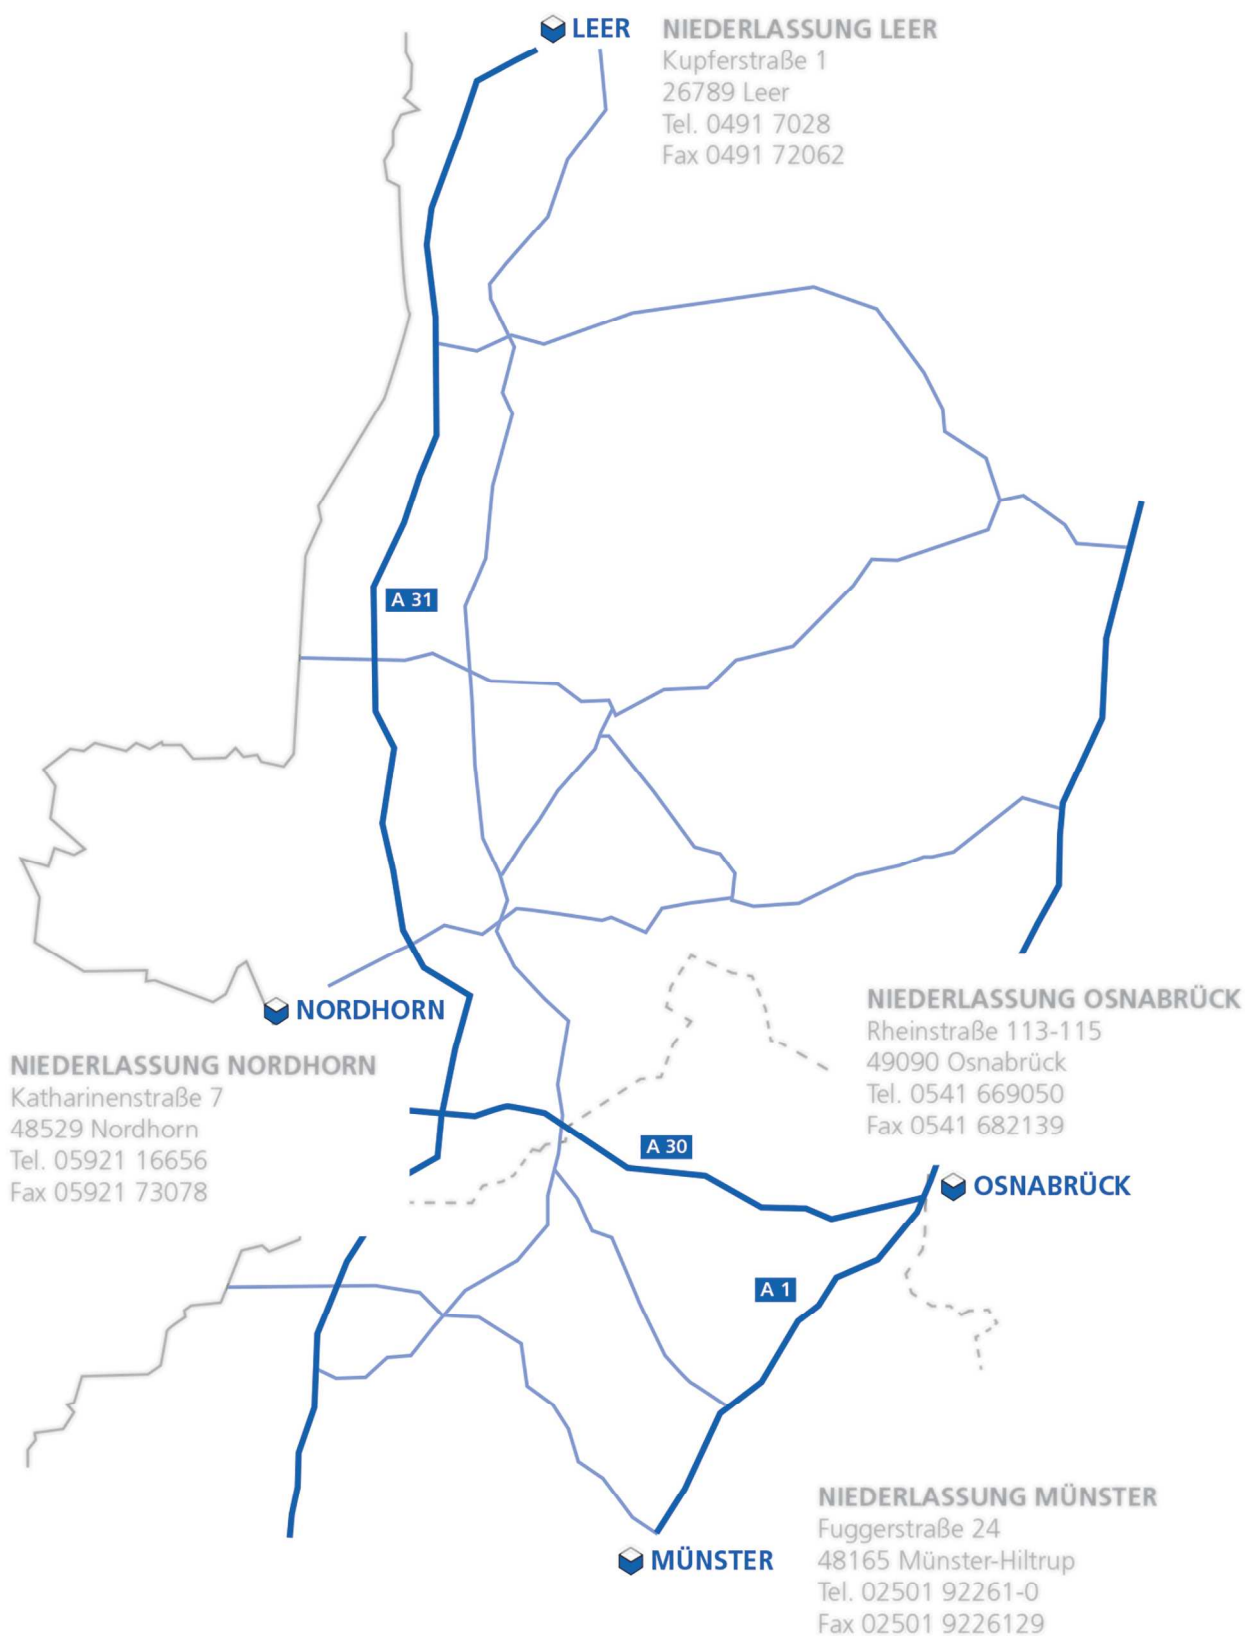 LEER
NIEDERLASSUNG LEER
Kupferstraße 1
26789 Leer
Tel. 0491 7028
Fax 0491 72062
A 31
NORDHORN
NIEDERLASSUNG NORDHORN
Katharinenstraße 7
48529 Nordhorn
Tel. 05921 16656
Fax 05921 73078
NIEDERLASSUNG OSNABRÜCK
Rheinstraße 113-115
49090 Osnabrück
Tel. 0541 669050
Fax 0541 682139
A 30
OSNABRÜCK
A 1
MÜNSTER
NIEDERLASSUNG MÜNSTER
Fuggerstraße 24
48165 Münster-Hiltrup
Tel. 02501 92261-0
Fax 02501 9226129